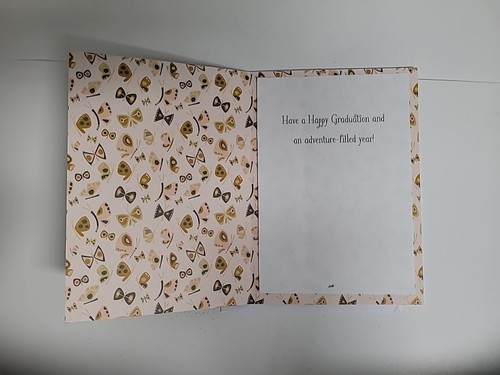 Have a Happy Graduation and
an adventure-filled year!